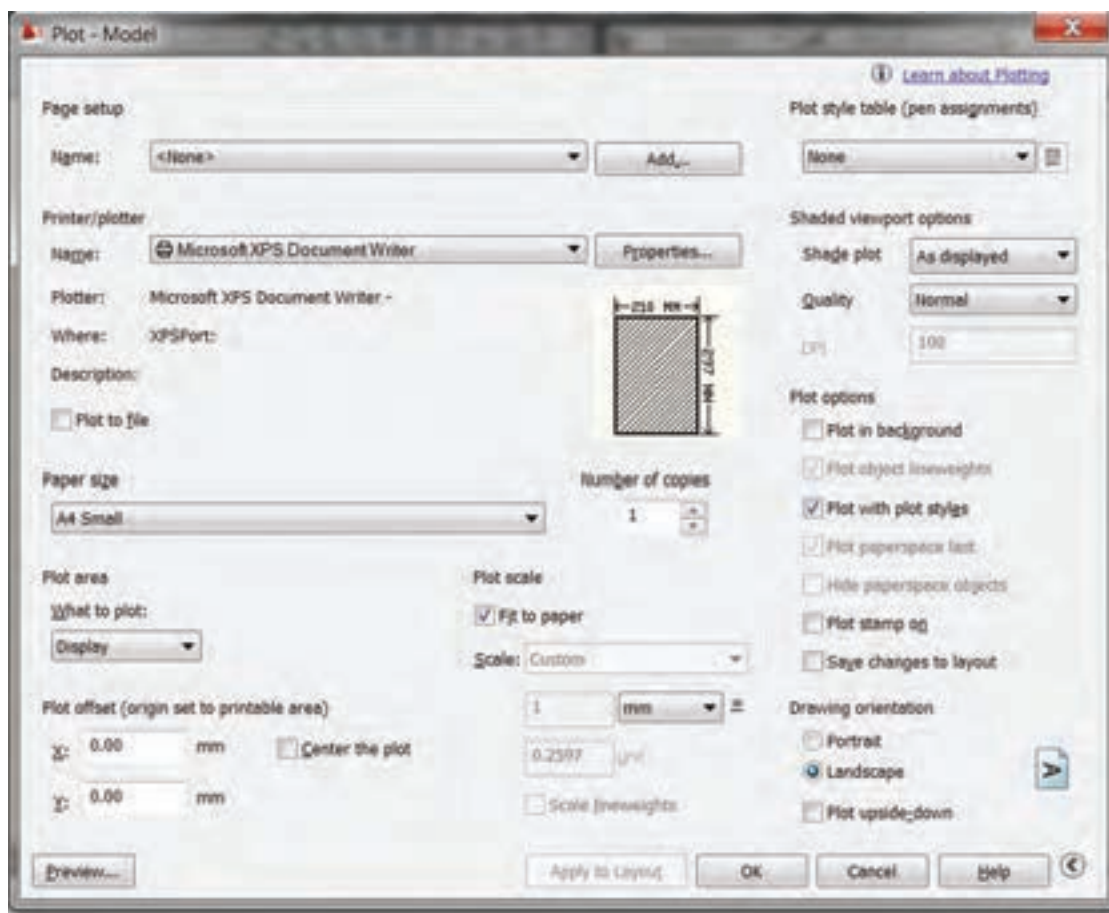 Plot - Model
Learn about Plotting
Page setup
Name: <None> Add...
Plot style table (pen assignments)
None
Printer/plotter
Name: Microsoft XPS Document Writer Properties...
Plotter: Microsoft XPS Document Writer -
Where: XPSPort:
Description:
Plot to file
210 MM
297 MM
Shaded viewport options
Shade plot As displayed
Quality Normal
DPI 100
Paper size
A4 Small
Number of copies
1
Plot options
Plot in background
Plot object lineweights
Plot with plot styles
Plot paperspace last
Hide paperspace objects
Plot stamp on
Save changes to layout
Plot area
What to plot:
Display
Plot scale
Fit to paper
Scale: Custom
1 mm =
0.2597 unit
Scale lineweights
Plot offset (origin set to printable area)
X: 0.00 mm Center the plot
Y: 0.00 mm
Drawing orientation
Portrait
Landscape
Plot upside-down
A
Preview... Apply to Layout OK Cancel Help